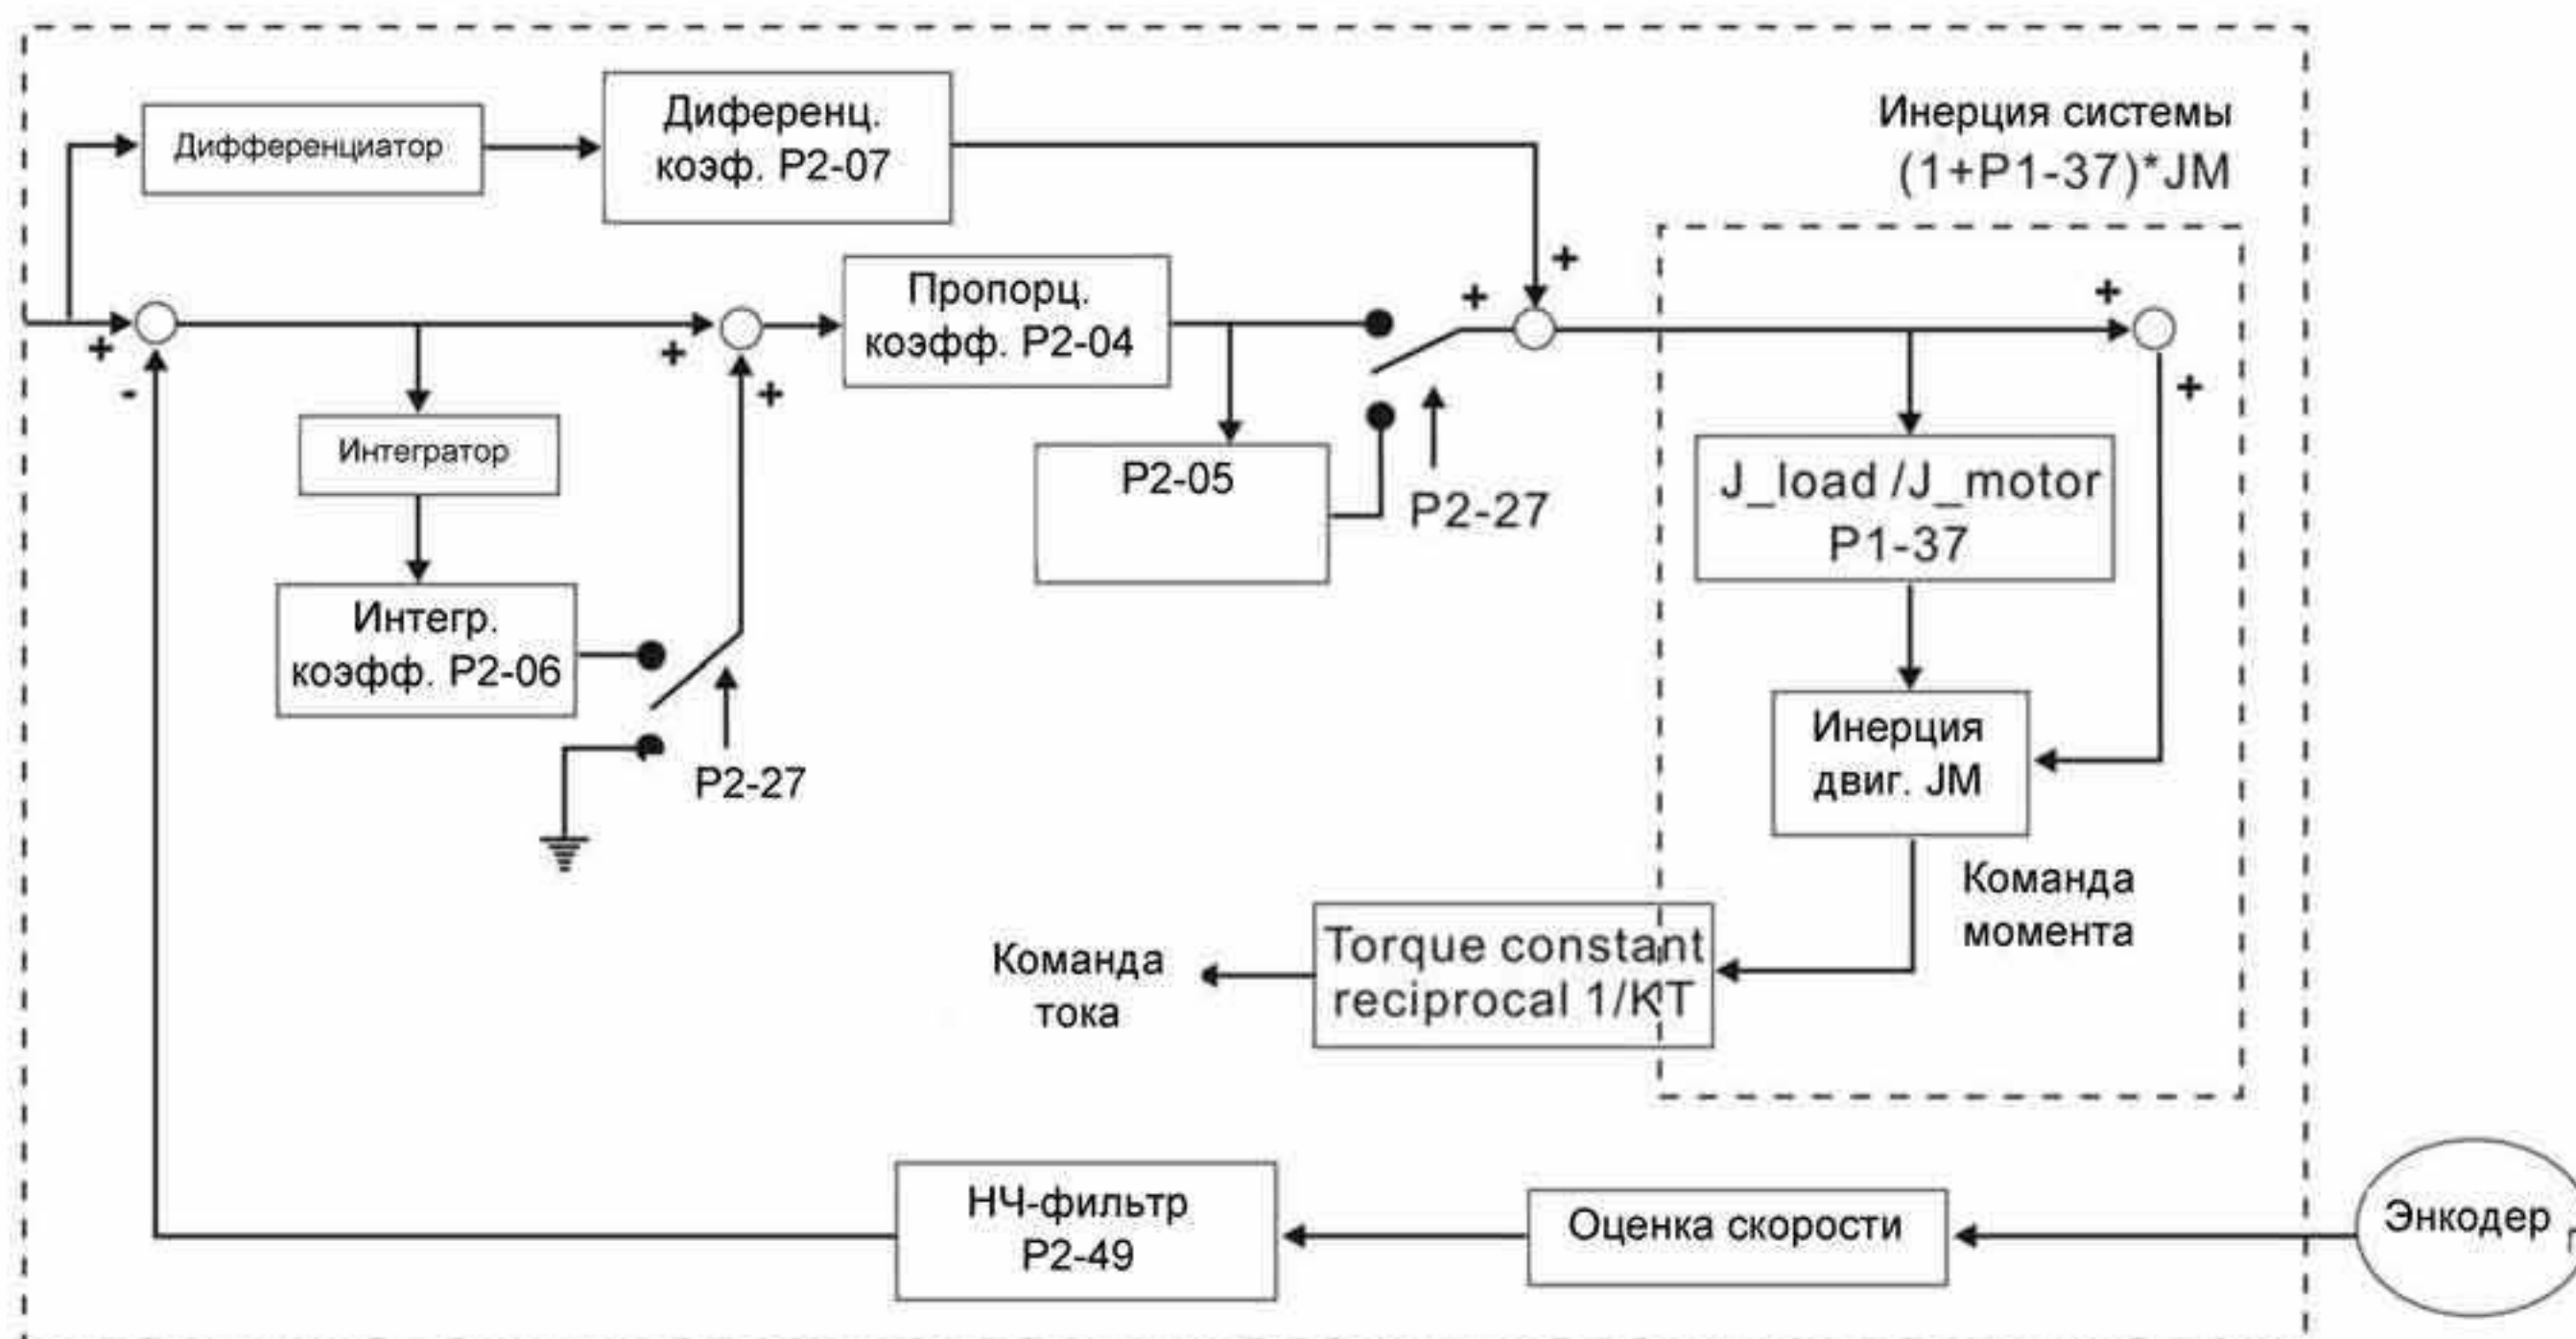 Диференц.
коэф. P2-07
Дифференциатор
Инерция системы
(1+P1-37)*JM
+
+
+
Пропорц.
коэфф. P2-04
+
+
+
-
+
Интегратор
P2-05
P2-27
J_load /J_motor
P1-37
Интегр.
коэфф. P2-06
P2-27
Инерция
двиг. JM
Команда
момента
Torque constant
reciprocal 1/KT
Команда
тока
НЧ-фильтр
P2-49
Оценка скорости
Энкодер